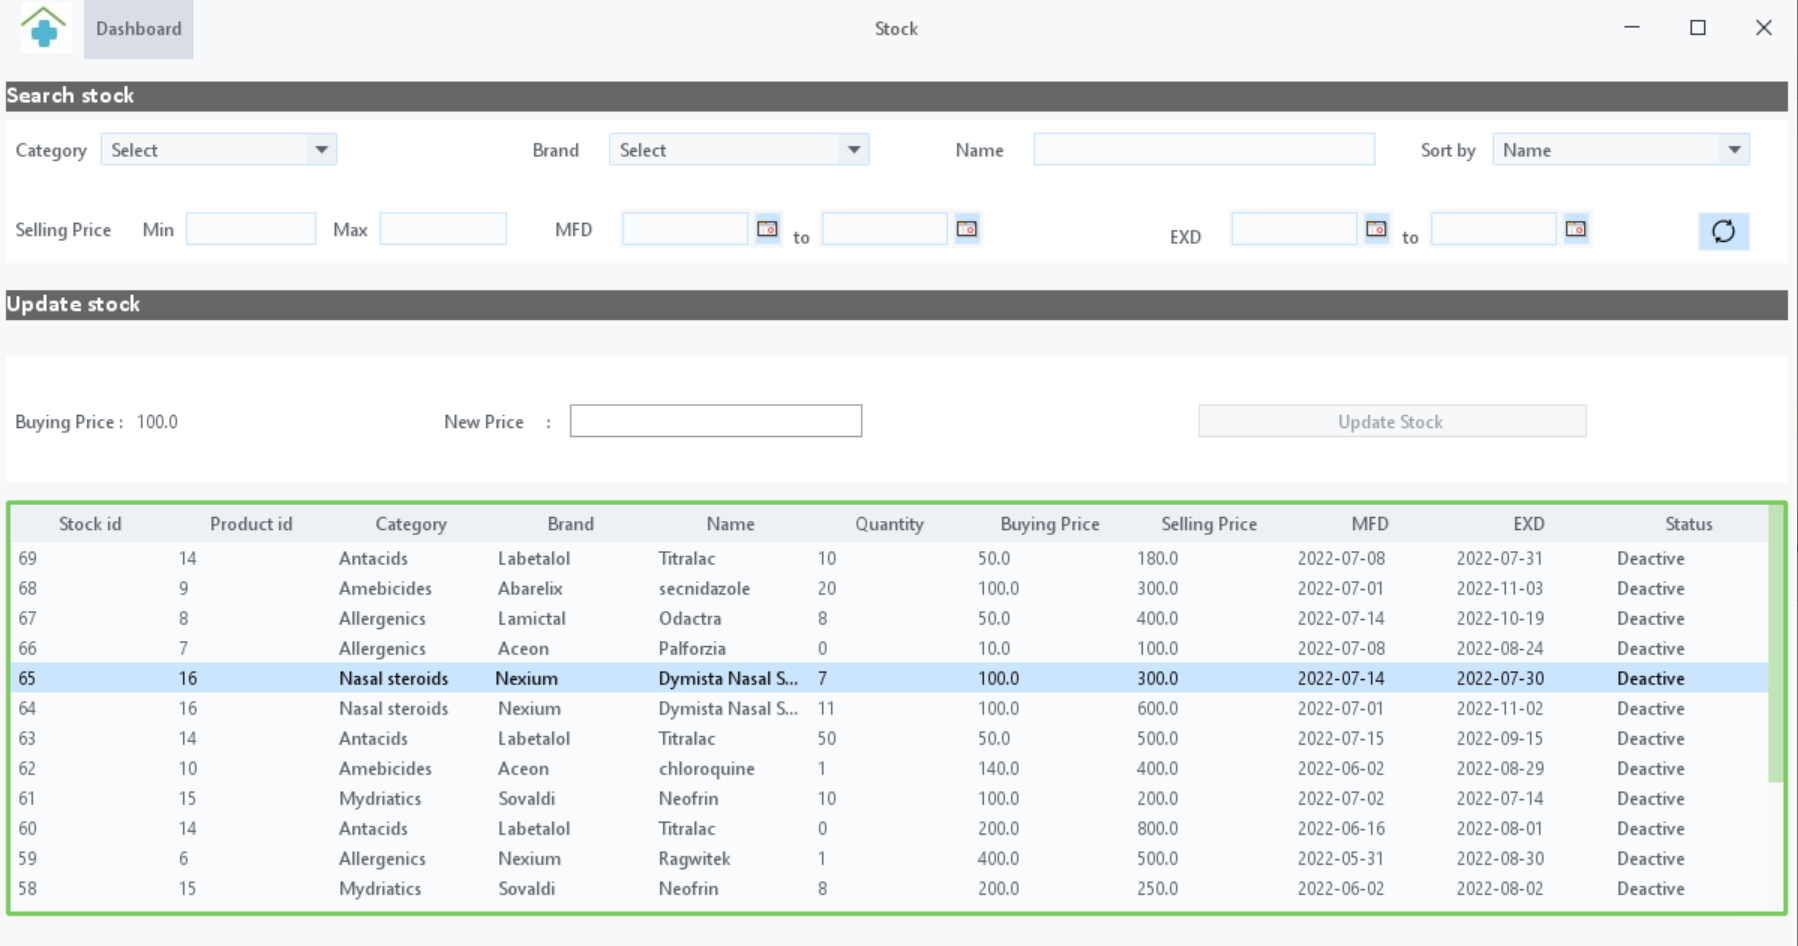 Dashboard Stock
Search stock
Category Select Brand Select Name Sort by Name
Selling Price Min Max MFD to EXD to
Update stock
Buying Price : 100.0 New Price : Update Stock
Stock id Product id Category Brand Name Quantity Buying Price Selling Price MFD EXD Status
69 14 Antacids Labetalol Titralac 10 50.0 180.0 2022-07-08 2022-07-31 Deactive
68 9 Amebicides Abarelix secnidazole 20 100.0 300.0 2022-07-01 2022-11-03 Deactive
67 8 Allergenics Lamictal Odactra 8 50.0 400.0 2022-07-14 2022-10-19 Deactive
66 7 Allergenics Aceon Palforzia 0 10.0 100.0 2022-07-08 2022-08-24 Deactive
65 16 Nasal steroids Nexium Dymista Nasal S... 7 100.0 300.0 2022-07-14 2022-07-30 Deactive
64 16 Nasal steroids Nexium Dymista Nasal S... 11 100.0 600.0 2022-07-01 2022-11-02 Deactive
63 14 Antacids Labetalol Titralac 50 50.0 500.0 2022-07-15 2022-09-15 Deactive
62 10 Amebicides Aceon chloroquine 1 140.0 400.0 2022-06-02 2022-08-29 Deactive
61 15 Mydriatics Sovaldi Neofrin 10 100.0 200.0 2022-07-02 2022-07-14 Deactive
60 14 Antacids Labetalol Titralac 0 200.0 800.0 2022-06-16 2022-08-01 Deactive
59 6 Allergenics Nexium Ragwitek 1 400.0 500.0 2022-05-31 2022-08-30 Deactive
58 15 Mydriatics Sovaldi Neofrin 8 200.0 250.0 2022-06-02 2022-08-02 Deactive